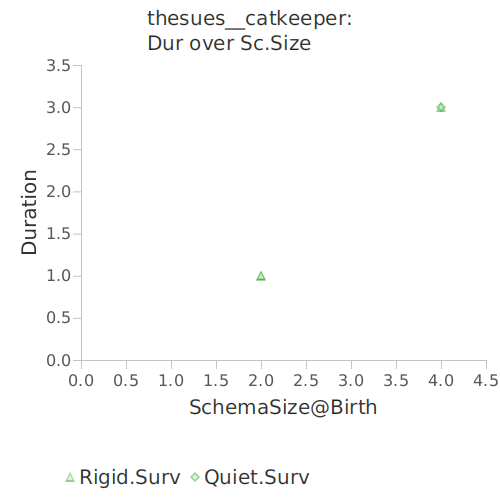 thesues__catkeeper:
Dur over Sc.Size
3.5
3.0
2.5
2.0
1.5
1.0
0.5
0.0
Duration
0.0 0.5 1.0 1.5 2.0 2.5 3.0 3.5 4.0 4.5
SchemaSize@Birth
Rigid.Surv Quiet.Surv